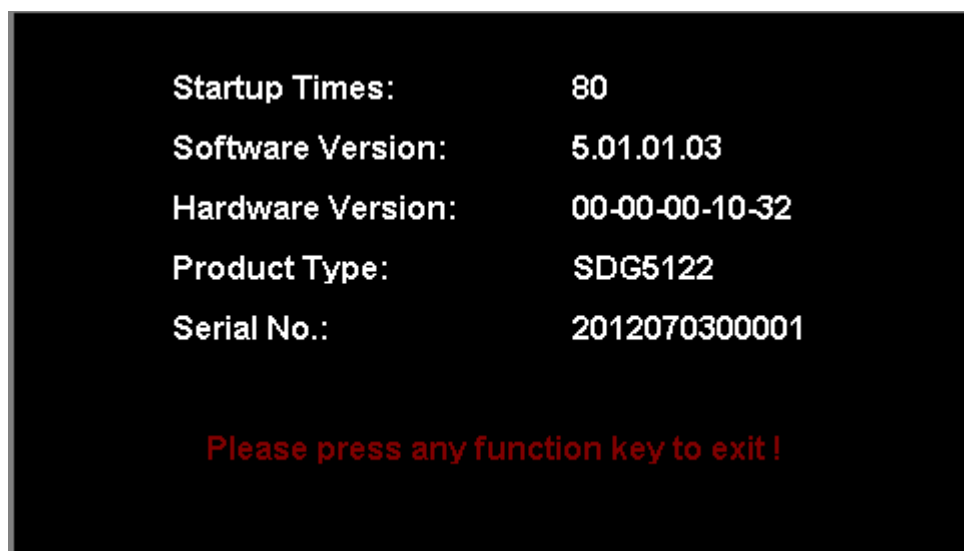 Startup Times: 80
Software Version: 5.01.01.03
Hardware Version: 00-00-00-10-32
Product Type: SDG5122
Serial No.: 2012070300001
Please press any function key to exit !